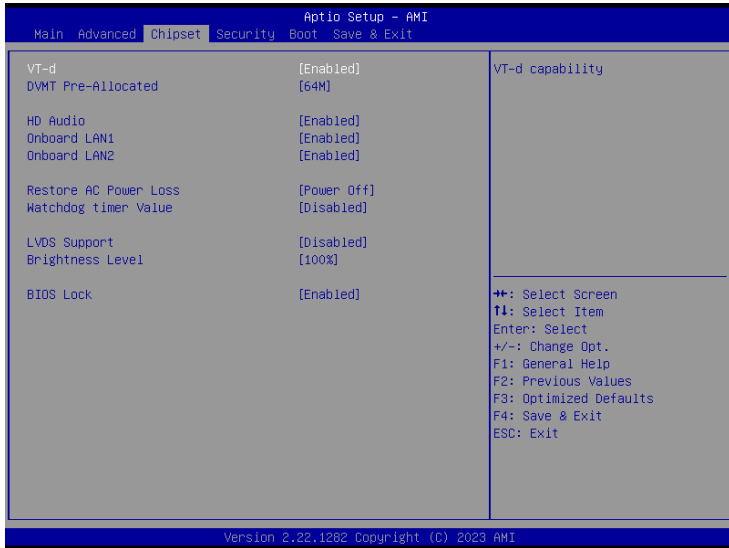 Aptio Setup – AMI
Main Advanced Chipset Security Boot Save & Exit
VT-d [Enabled]
DVMT Pre-Allocated [64M]
HD Audio [Enabled]
Onboard LAN1 [Enabled]
Onboard LAN2 [Enabled]
Restore AC Power Loss [Power Off]
Watchdog timer Value [Disabled]
LVDS Support [Disabled]
Brightness Level [100%]
BIOS Lock [Enabled]
VT-d capability
→←: Select Screen
↑↓: Select Item
Enter: Select
+/-: Change Opt.
F1: General Help
F2: Previous Values
F3: Optimized Defaults
F4: Save & Exit
ESC: Exit
Version 2.22.1282 Copyright (C) 2023 AMI